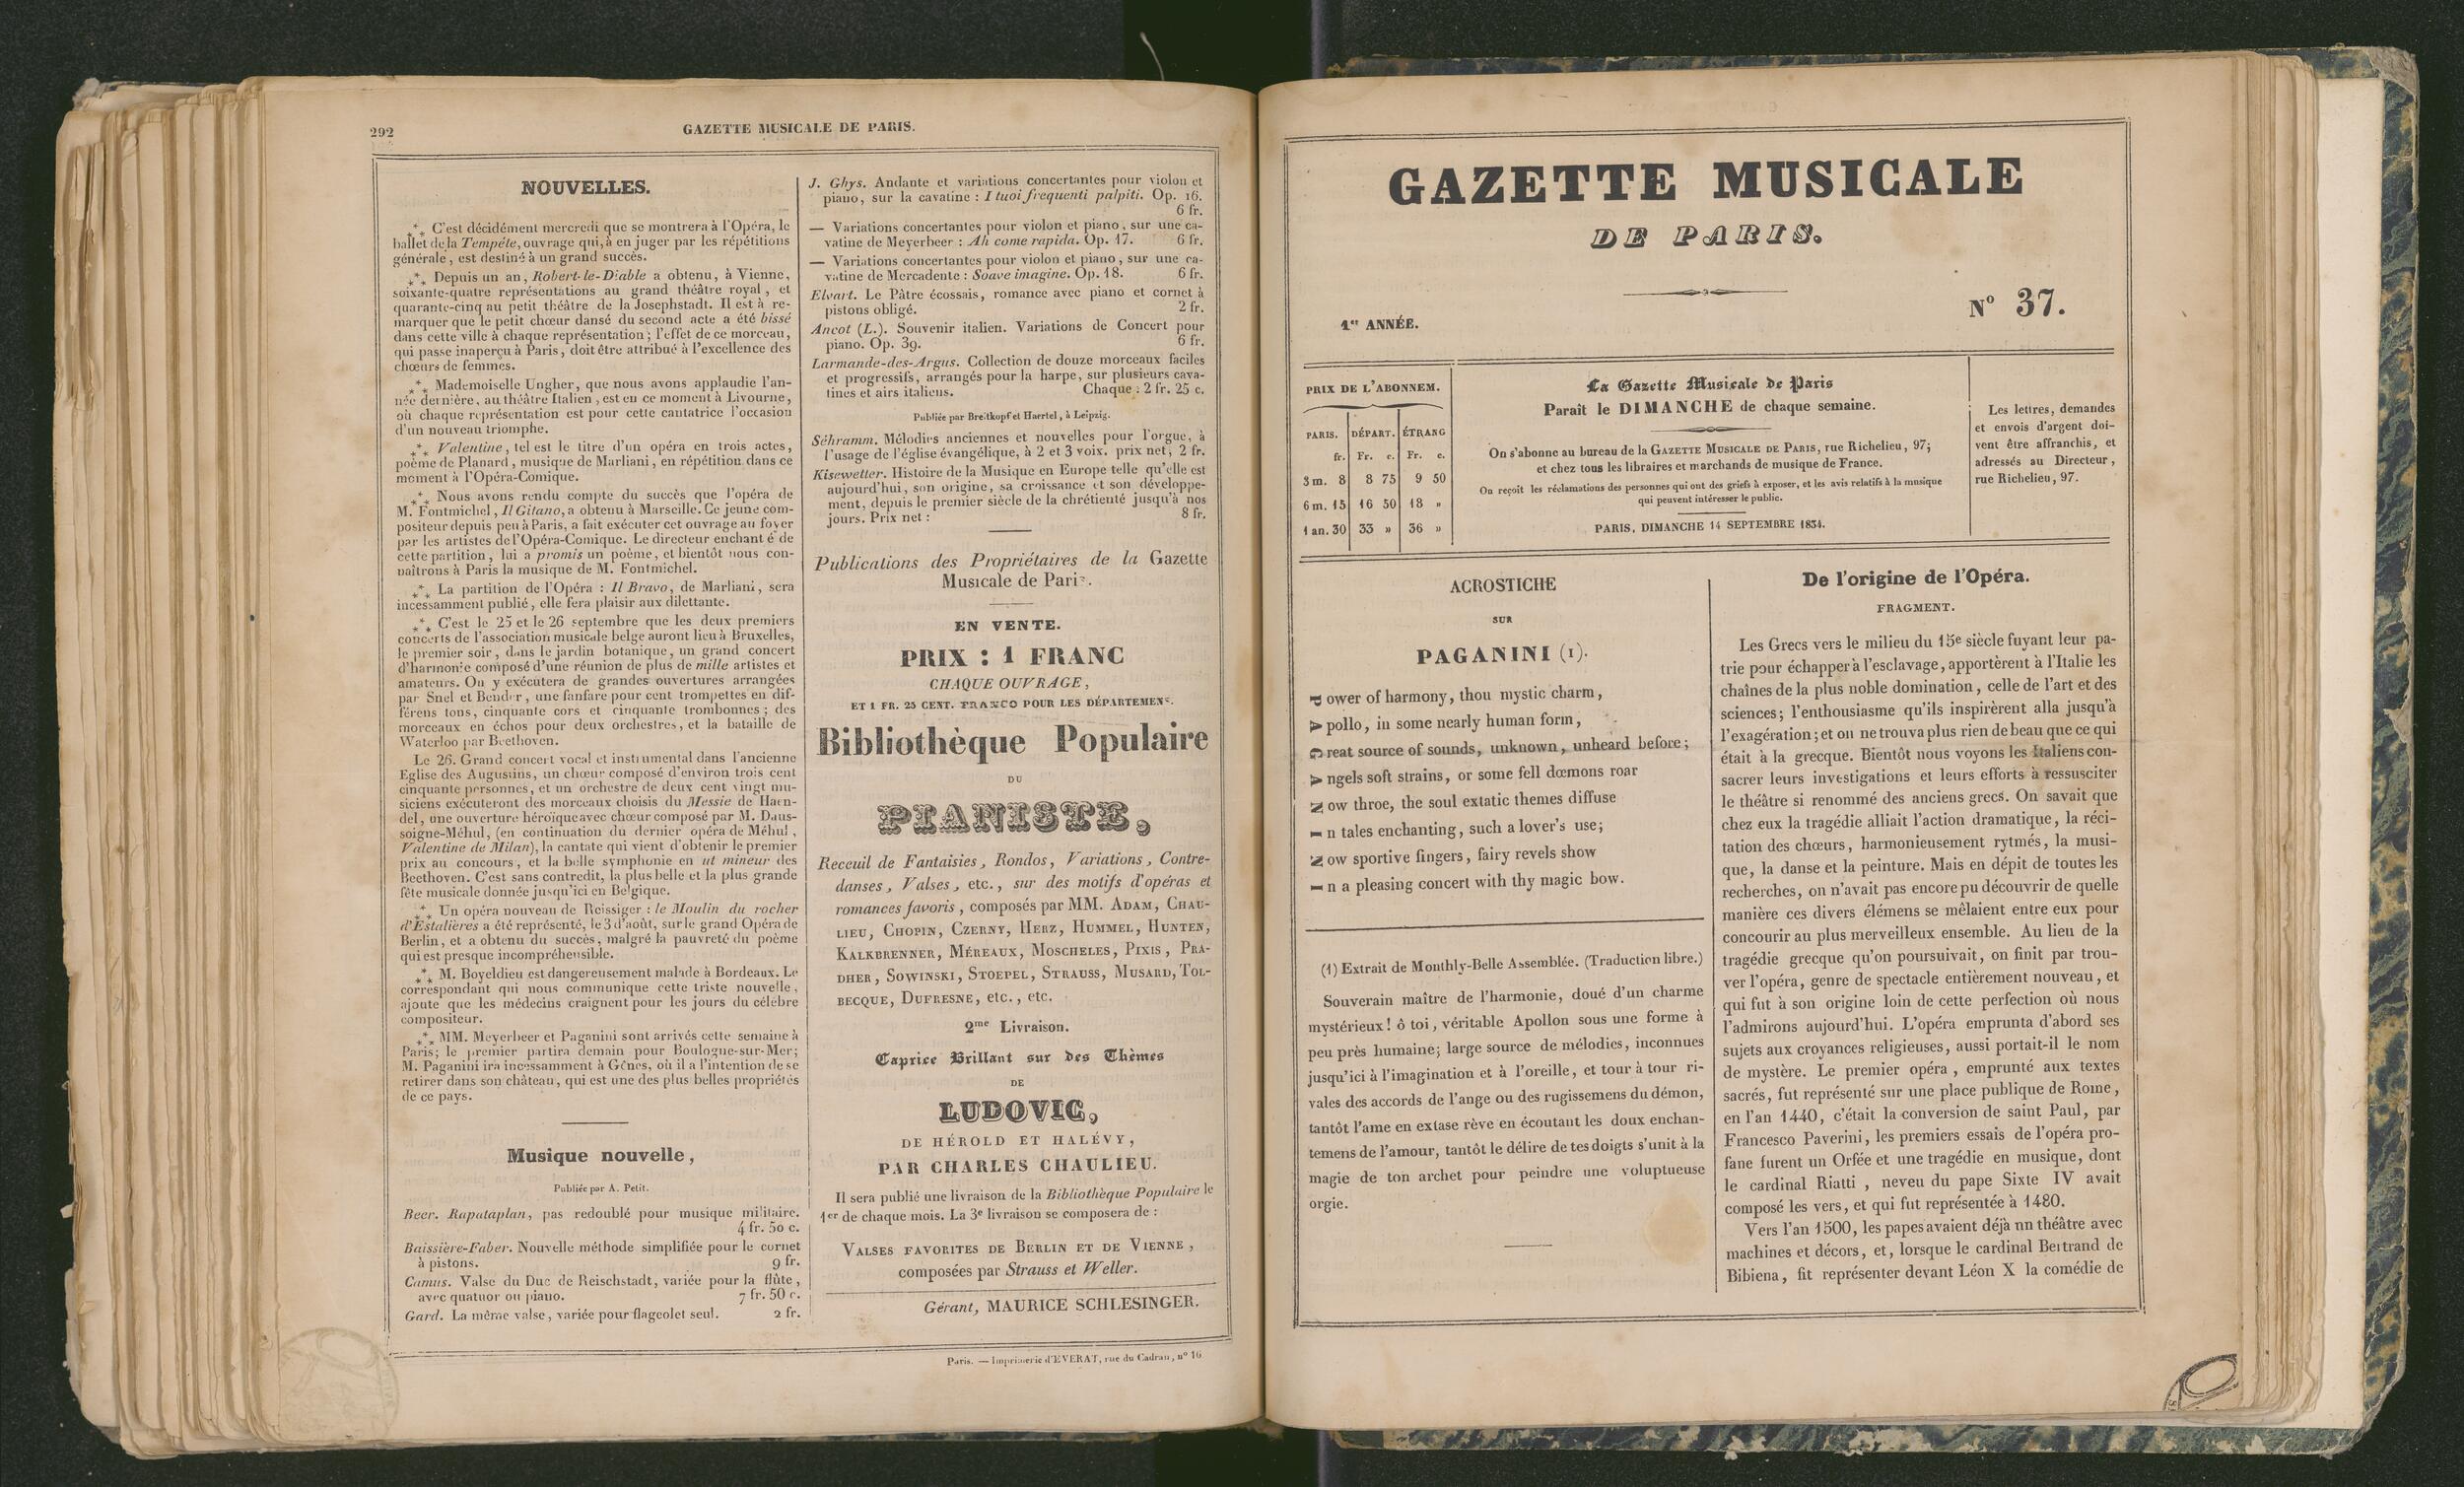 292
GAZETTE MUSICALE DE PARIS.
NOUVELLES.
*** C'est décidément mercredi que se montrera à l'Opéra, le
ballet de la Tempête, ouvrage qui, à en juger par les répétitions
générale, est destiné à un grand succès.
*** Depuis un an, Robert-le-Diable a obtenu, à Vienne,
soixante-quatre représentations au grand théâtre royal, et
quarante-cinq au petit théâtre de la Josephstadt. Il est à re-
marquer que le petit chœur dansé du second acte a été bissé
dans cette ville à chaque représentation; l'effet de ce morceau,
qui passe inaperçu à Paris, doit être attribué à l'excellence des
chœurs de femmes.
*** Mademoiselle Ungher, que nous avons applaudie l'an-
née dernière, au théâtre Italien, est en ce moment à Livourne,
où chaque représentation est pour cette cantatrice l'occasion
d'un nouveau triomphe.
*** Valentine, tel est le titre d'un opéra en trois actes,
poème de Planard, musique de Marliani, en répétition dans ce
mement à l'Opéra-Comique.
*** Nous avons rendu compte du succès que l'opéra de
M. Fontmichel, Il Gitano, a obtenu à Marseille. Ce jeune com-
positeur depuis peu à Paris, a fait exécuter cet ouvrage au foyer
par les artistes de l'Opéra-Comique. Le directeur enchanté de
cette partition, lui a promis un poème, et bientôt nous con-
naîtrons à Paris la musique de M. Fontmichel.
*** La partition de l'Opéra : Il Bravo, de Marliani, sera
incessamment publié, elle fera plaisir aux dilettante.
*** C'est le 25 et le 26 septembre que les deux premiers
concerts de l'association musicale belge auront lieu à Bruxelles,
le premier soir, dans le jardin botanique, un grand concert
d'harmonie composé d'une réunion de plus de mille artistes et
amateurs. On y exécutera de grandes ouvertures arrangées
par Snel et Bender, une fanfare pour cent trompettes en dif-
férens tons, cinquante cors et cinquante trombonnes; des
morceaux en échos pour deux orchestres, et la bataille de
Waterloo par Beethoven.
Le 26. Grand concert vocal et instrumental dans l'ancienne
Eglise des Augustins, un chœur composé d'environ trois cent
cinquante personnes, et un orchestre de deux cent vingt mu-
siciens exécuteront des morceaux choisis du Messie de Haen-
del, une ouverture héroïque avec chœur composé par M. Daus-
soigne-Méhul, (en continuation du dernier opéra de Méhul,
Valentine de Milan), la cantate qui vient d'obtenir le premier
prix au concours, et la belle symphonie en ut mineur des
Beethoven. C'est sans contredit, la plus belle et la plus grande
fête musicale donnée jusqu'ici en Belgique.
*** Un opéra nouveau de Reissiger : le Moulin du rocher
d'Estalières a été représenté, le 3 d'août, sur le grand Opéra de
Berlin, et a obtenu du succès, malgré la pauvreté du poème
qui est presque incompréhensible.
*** M. Boyeldieu est dangereusement malade à Bordeaux. Le
correspondant qui nous communique cette triste nouvelle,
ajoute que les médecins craignent pour les jours du célèbre
compositeur.
*** MM. Meyerbeer et Paganini sont arrivés cette semaine à
Paris; le premier partira demain pour Boulogne-sur-Mer;
M. Paganini ira incessamment à Gênes, où il a l'intention de se
retirer dans son château, qui est une des plus belles propriétés
de ce pays.
Musique nouvelle,
Publiée par A. Petit.
Beer. Rapataplan, pas redoublé pour musique militaire.
4 fr. 50 c.
Baissière-Faber. Nouvelle méthode simplifiée pour le cornet
à pistons. 9 fr.
Camus. Valse du Duc de Reischstadt, variée pour la flûte,
avec quatuor ou piano. 7 fr. 50 c.
Gard. La même valse, variée pour flageolet seul. 2 fr.
J. Ghys. Andante et variations concertantes pour violon et
piano, sur la cavatine : I tuoi frequenti palpiti. Op. 16.
6 fr.
— Variations concertantes pour violon et piano, sur une ca-
vatine de Meyerbeer : Ah come rapida. Op. 17. 6 fr.
— Variations concertantes pour violon et piano, sur une ca-
vatine de Mercadente : Soave imagine. Op. 18. 6 fr.
Elvart. Le Pâtre écossais, romance avec piano et cornet à
pistons obligé. 2 fr.
Ancot (L.). Souvenir italien. Variations de Concert pour
piano. Op. 39. 6 fr.
Larmande-des-Argus. Collection de douze morceaux faciles
et progressifs, arrangés pour la harpe, sur plusieurs cava-
tines et airs italiens. Chaque : 2 fr. 25 c.
Publiée par Breitkopf et Haertel, à Leipzig.
Séhramm. Mélodies anciennes et nouvelles pour l'orgue, à
l'usage de l'église évangélique, à 2 et 3 voix. prix net, 2 fr.
Kisewetter. Histoire de la Musique en Europe telle qu'elle est
aujourd'hui, son origine, sa croissance et son développe-
ment, depuis le premier siècle de la chrétienté jusqu'à nos
jours. Prix net : 8 fr.
Publications des Propriétaires de la Gazette
Musicale de Paris.
EN VENTE.
PRIX : 1 FRANC
CHAQUE OUVRAGE,
ET 1 FR. 25 CENT. FRANCO POUR LES DÉPARTEMENS.
Bibliothèque Populaire
DU
PIANISTE,
Receuil de Fantaisies, Rondos, Variations, Contre-
danses, Valses, etc., sur des motifs d'opéras et
romances favoris, composés par MM. ADAM, CHAU-
LIEU, CHOPIN, CZERNY, HERZ, HUMMEL, HUNTEN,
KALKBRENNER, MÉREAUX, MOSCHELES, PIXIS, PRA-
DHER, SOWINSKI, STOEPEL, STRAUSS, MUSARD, TOL-
BECQUE, DUFRESNE, etc., etc.
2me Livraison.
Caprice Brillant sur des Thèmes
DE
LUDOVIC,
DE HÉROLD ET HALÉVY,
PAR CHARLES CHAULIEU.
Il sera publié une livraison de la Bibliothèque Populaire le
1er de chaque mois. La 3e livraison se composera de :
VALSES FAVORITES DE BERLIN ET DE VIENNE,
composées par Strauss et Weller.
Gérant, MAURICE SCHLESINGER.
Paris. — Imprimerie d'EVERAT, rue du Cadran, nº 16
GAZETTE MUSICALE
DE PARIS.
1er ANNÉE.
Nº 37.
PRIX DE L'ABONNEM.
PARIS. DÉPART. ÉTRANG
fr. Fr. c. Fr. c.
3 m. 8 8 75 9 50
6 m. 15 16 50 18 »
1 an. 30 33 » 36 »
La Gazette Musicale de Paris
Paraît le DIMANCHE de chaque semaine.
On s'abonne au bureau de la GAZETTE MUSICALE DE PARIS, rue Richelieu, 97;
et chez tous les libraires et marchands de musique de France.
On reçoit les réclamations des personnes qui ont des griefs à exposer, et les avis relatifs à la musique
qui peuvent intéresser le public.
PARIS, DIMANCHE 14 SEPTEMBRE 1834.
Les lettres, demandes
et envois d'argent doi-
vent être affranchis, et
adressés au Directeur,
rue Richelieu, 97.
ACROSTICHE
SUR
PAGANINI (1).
Power of harmony, thou mystic charm,
Apollo, in some nearly human form,
Great source of sounds, unknown, unheard before;
Angels soft strains, or some fell dœmons roar
Now throe, the soul extatic themes diffuse
In tales enchanting, such a lover's use;
Now sportive fingers, fairy revels show
In a pleasing concert with thy magic bow.
(1) Extrait de Monthly-Belle Assemblée. (Traduction libre.)
Souverain maître de l'harmonie, doué d'un charme
mystérieux! ô toi, véritable Apollon sous une forme à
peu près humaine; large source de mélodies, inconnues
jusqu'ici à l'imagination et à l'oreille, et tour à tour ri-
vales des accords de l'ange ou des rugissemens du démon,
tantôt l'ame en extase rêve en écoutant les doux enchan-
temens de l'amour, tantôt le délire de tes doigts s'unit à la
magie de ton archet pour peindre une voluptueuse
orgie.
De l'origine de l'Opéra.
FRAGMENT.
Les Grecs vers le milieu du 15e siècle fuyant leur pa-
trie pour échapper à l'esclavage, apportèrent à l'Italie les
chaînes de la plus noble domination, celle de l'art et des
sciences; l'enthousiasme qu'ils inspirèrent alla jusqu'à
l'exagération; et on ne trouva plus rien de beau que ce qui
était à la grecque. Bientôt nous voyons les Italiens con-
sacrer leurs investigations et leurs efforts à ressusciter
le théâtre si renommé des anciens grecs. On savait que
chez eux la tragédie alliait l'action dramatique, la réci-
tation des chœurs, harmonieusement rytmés, la musi-
que, la danse et la peinture. Mais en dépit de toutes les
recherches, on n'avait pas encore pu découvrir de quelle
manière ces divers élémens se mêlaient entre eux pour
concourir au plus merveilleux ensemble. Au lieu de la
tragédie grecque qu'on poursuivait, on finit par trou-
ver l'opéra, genre de spectacle entièrement nouveau, et
qui fut à son origine loin de cette perfection où nous
l'admirons aujourd'hui. L'opéra emprunta d'abord ses
sujets aux croyances religieuses, aussi portait-il le nom
de mystère. Le premier opéra, emprunté aux textes
sacrés, fut représenté sur une place publique de Rome,
en l'an 1440, c'était la conversion de saint Paul, par
Francesco Paverini, les premiers essais de l'opéra pro-
fane furent un Orfée et une tragédie en musique, dont
le cardinal Riatti, neveu du pape Sixte IV avait
composé les vers, et qui fut représentée à 1480.
Vers l'an 1500, les papes avaient déjà nn théâtre avec
machines et décors, et, lorsque le cardinal Bertrand de
Bibiena, fit représenter devant Léon X la comédie de